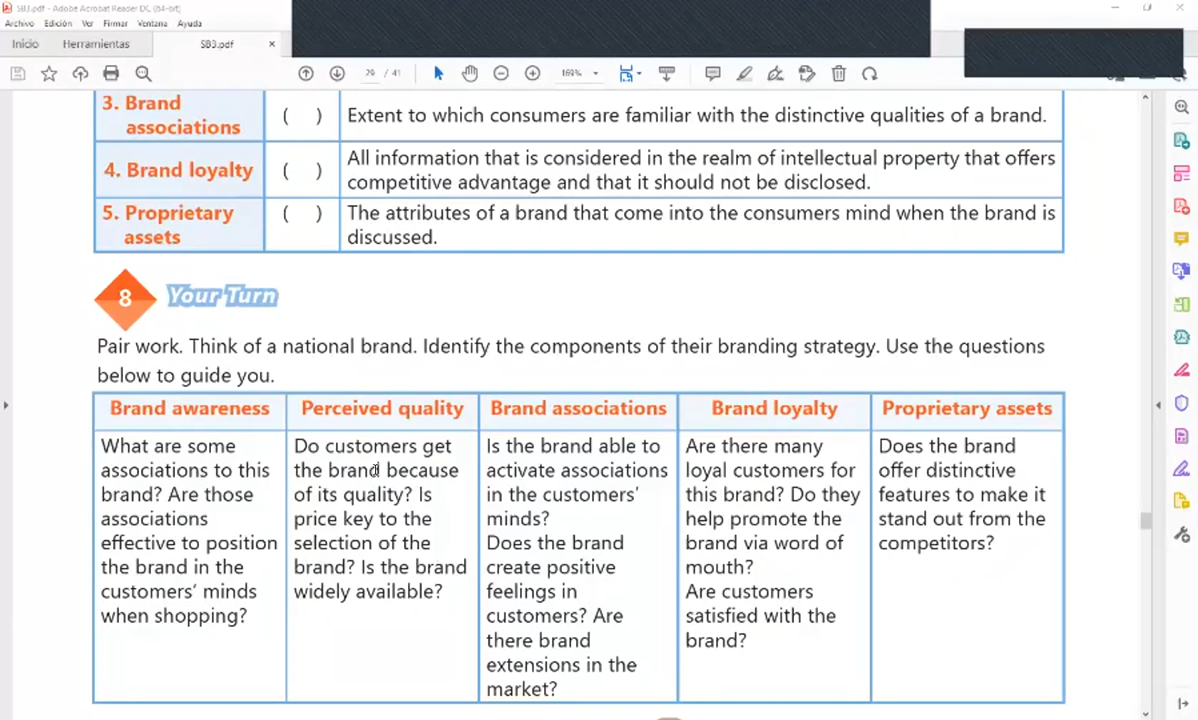 SB3.pdf - Adobe Acrobat Reader DC (64-bit)
Archivo Edición Ver Firmar Ventana Ayuda
Inicio Herramientas SB3.pdf ×
29 / 41 169%
3. Brand associations ( ) Extent to which consumers are familiar with the distinctive qualities of a brand.
4. Brand loyalty ( ) All information that is considered in the realm of intellectual property that offers
competitive advantage and that it should not be disclosed.
5. Proprietary assets ( ) The attributes of a brand that come into the consumers mind when the brand is
discussed.
8 Your Turn
Pair work. Think of a national brand. Identify the components of their branding strategy. Use the questions
below to guide you.
Brand awareness
What are some
associations to this
brand? Are those
associations
effective to position
the brand in the
customers' minds
when shopping?
Perceived quality
Do customers get
the brand because
of its quality? Is
price key to the
selection of the
brand? Is the brand
widely available?
Brand associations
Is the brand able to
activate associations
in the customers'
minds?
Does the brand
create positive
feelings in
customers? Are
there brand
extensions in the
market?
Brand loyalty
Are there many
loyal customers for
this brand? Do they
help promote the
brand via word of
mouth?
Are customers
satisfied with the
brand?
Proprietary assets
Does the brand
offer distinctive
features to make it
stand out from the
competitors?